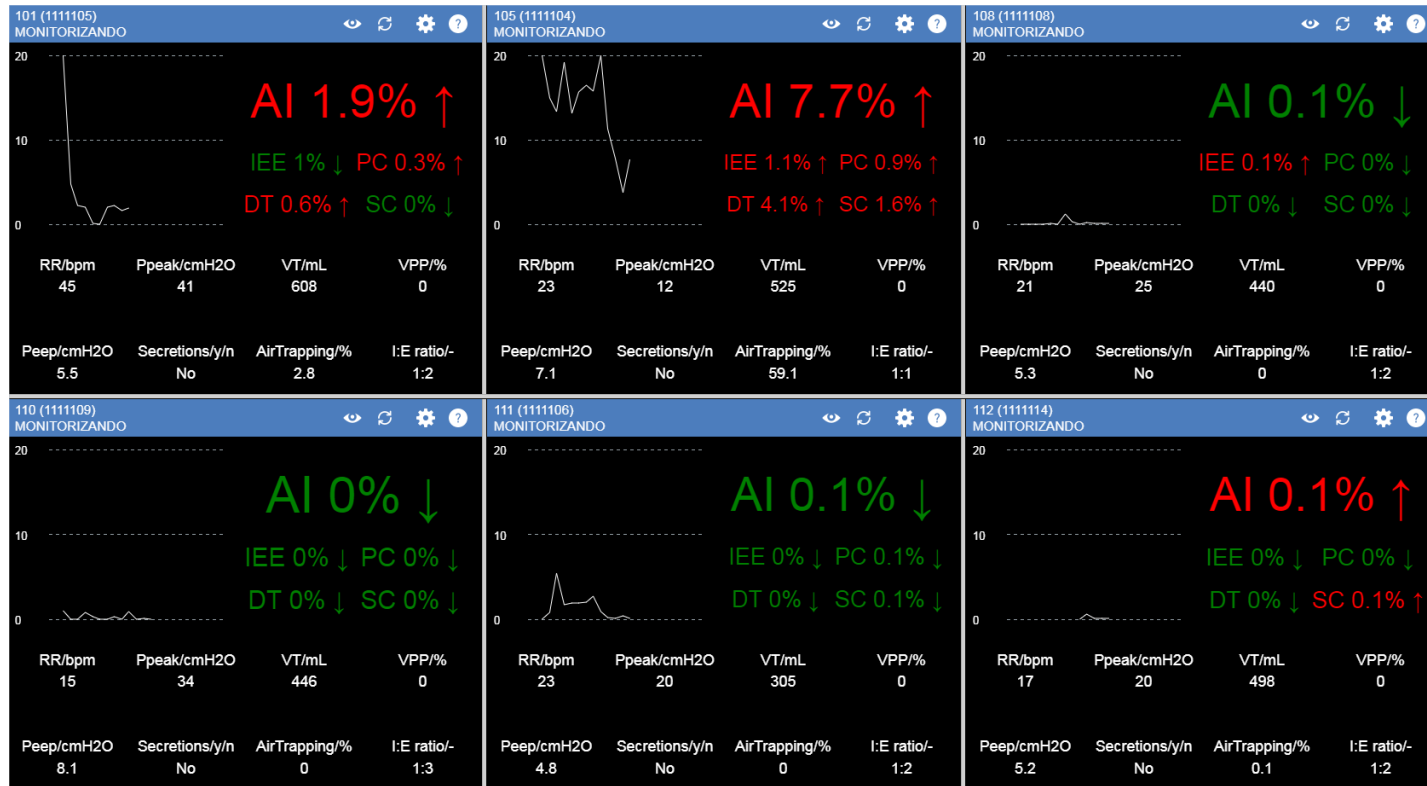 101 (1111105)
MONITORIZANDO
?
20
10
0
AI 1.9% ↑
IEE 1% ↓ PC 0.3% ↑
DT 0.6% ↑ SC 0% ↓
RR/bpm Ppeak/cmH2O VT/mL VPP/%
45 41 608 0
Peep/cmH2O Secretions/y/n AirTrapping/% I:E ratio/-
5.5 No 2.8 1:2
105 (1111104)
MONITORIZANDO
?
20
10
0
AI 7.7% ↑
IEE 1.1% ↑ PC 0.9% ↑
DT 4.1% ↑ SC 1.6% ↑
RR/bpm Ppeak/cmH2O VT/mL VPP/%
23 12 525 0
Peep/cmH2O Secretions/y/n AirTrapping/% I:E ratio/-
7.1 No 59.1 1:1
108 (1111108)
MONITORIZANDO
?
20
10
0
AI 0.1% ↓
IEE 0.1% ↑ PC 0% ↓
DT 0% ↓ SC 0% ↓
RR/bpm Ppeak/cmH2O VT/mL VPP/%
21 25 440 0
Peep/cmH2O Secretions/y/n AirTrapping/% I:E ratio/-
5.3 No 0 1:2
110 (1111109)
MONITORIZANDO
?
20
10
0
AI 0% ↓
IEE 0% ↓ PC 0% ↓
DT 0% ↓ SC 0% ↓
RR/bpm Ppeak/cmH2O VT/mL VPP/%
15 34 446 0
Peep/cmH2O Secretions/y/n AirTrapping/% I:E ratio/-
8.1 No 0 1:3
111 (1111106)
MONITORIZANDO
?
20
10
0
AI 0.1% ↓
IEE 0% ↓ PC 0.1% ↓
DT 0% ↓ SC 0.1% ↓
RR/bpm Ppeak/cmH2O VT/mL VPP/%
23 20 305 0
Peep/cmH2O Secretions/y/n AirTrapping/% I:E ratio/-
4.8 No 0 1:2
112 (1111114)
MONITORIZANDO
?
20
10
0
AI 0.1% ↑
IEE 0% ↓ PC 0% ↓
DT 0% ↓ SC 0.1% ↑
RR/bpm Ppeak/cmH2O VT/mL VPP/%
17 20 498 0
Peep/cmH2O Secretions/y/n AirTrapping/% I:E ratio/-
5.2 No 0.1 1:2